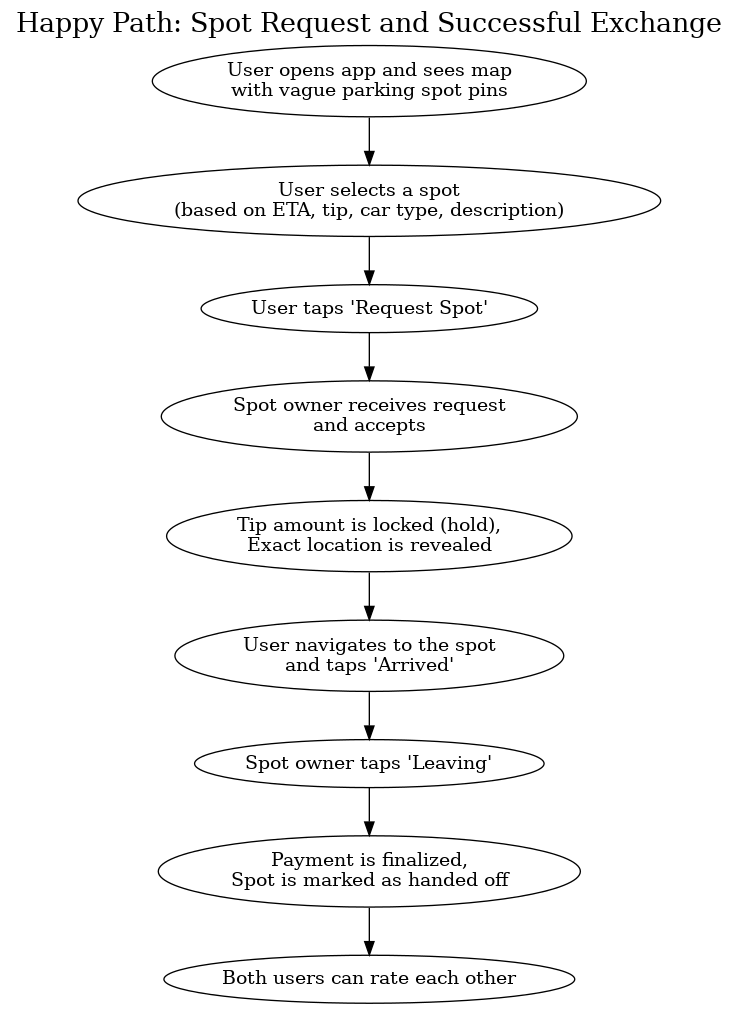 Happy Path: Spot Request and Successful Exchange
User opens app and sees map
with vague parking spot pins
User selects a spot
(based on ETA, tip, car type, description)
User taps 'Request Spot'
Spot owner receives request
and accepts
Tip amount is locked (hold),
Exact location is revealed
User navigates to the spot
and taps 'Arrived'
Spot owner taps 'Leaving'
Payment is finalized,
Spot is marked as handed off
Both users can rate each other